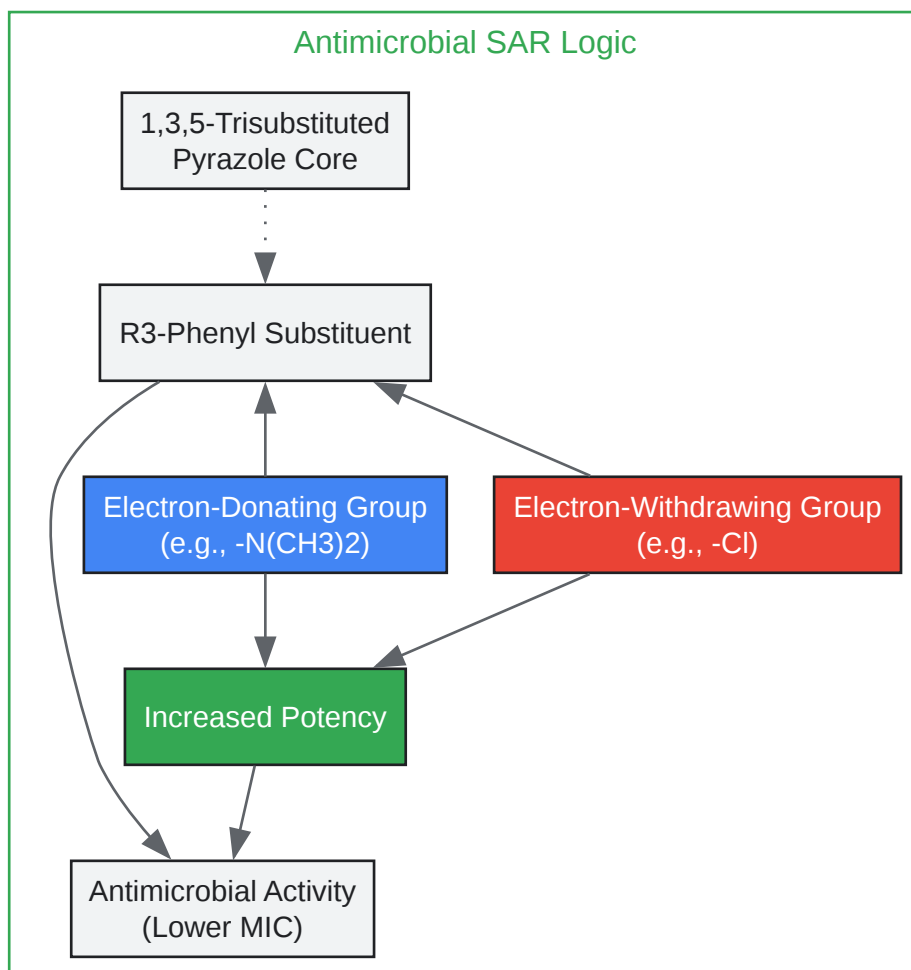 Antimicrobial SAR Logic
1,3,5-Trisubstituted
Pyrazole Core
R3-Phenyl Substituent
Electron-Donating Group
(e.g., -N(CH3)2)
Electron-Withdrawing Group
(e.g., -Cl)
Increased Potency
Antimicrobial Activity
(Lower MIC)